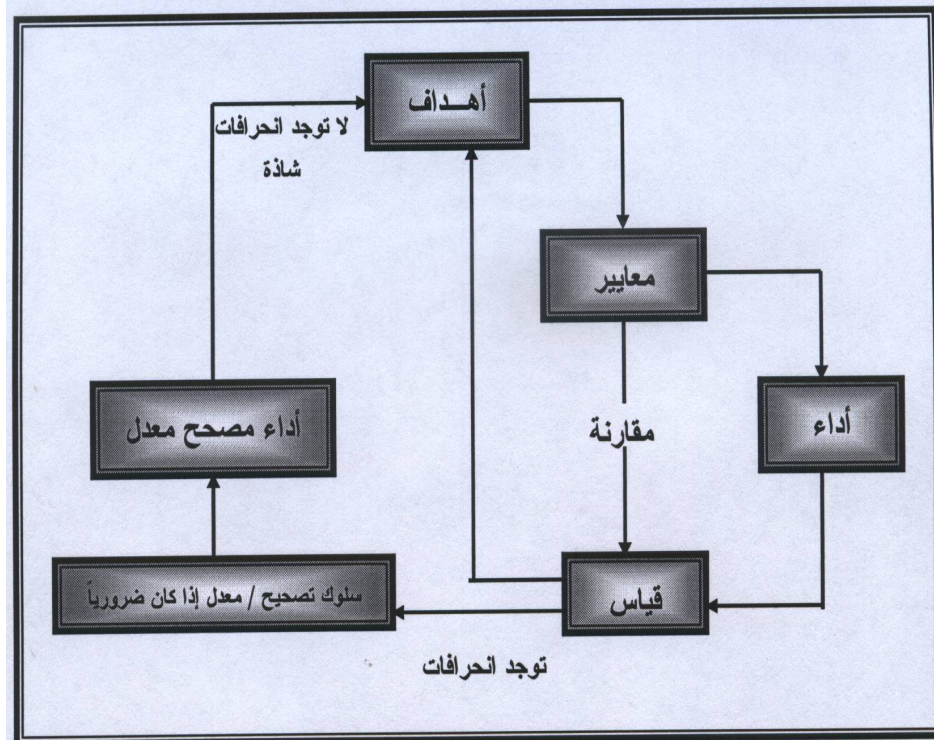 أهـــداف
لا توجد انحرافات
شاذة
معايير
أداء
مقارنة
أداء مصحح معدل
قياس
سلوك تصحيح / معدل إذا كان ضرورياً
توجد انحرافات